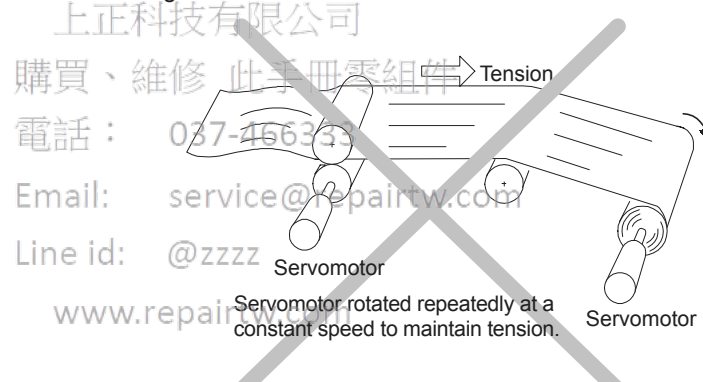 上正科技有限公司
購買、維修 此手冊零組件
電話： 037-466333
Email: service@repairtw.com
Line id: @zzzz
www.repairtw.com
Tension
Servomotor
Servomotor rotated repeatedly at a
constant speed to maintain tension.
Servomotor